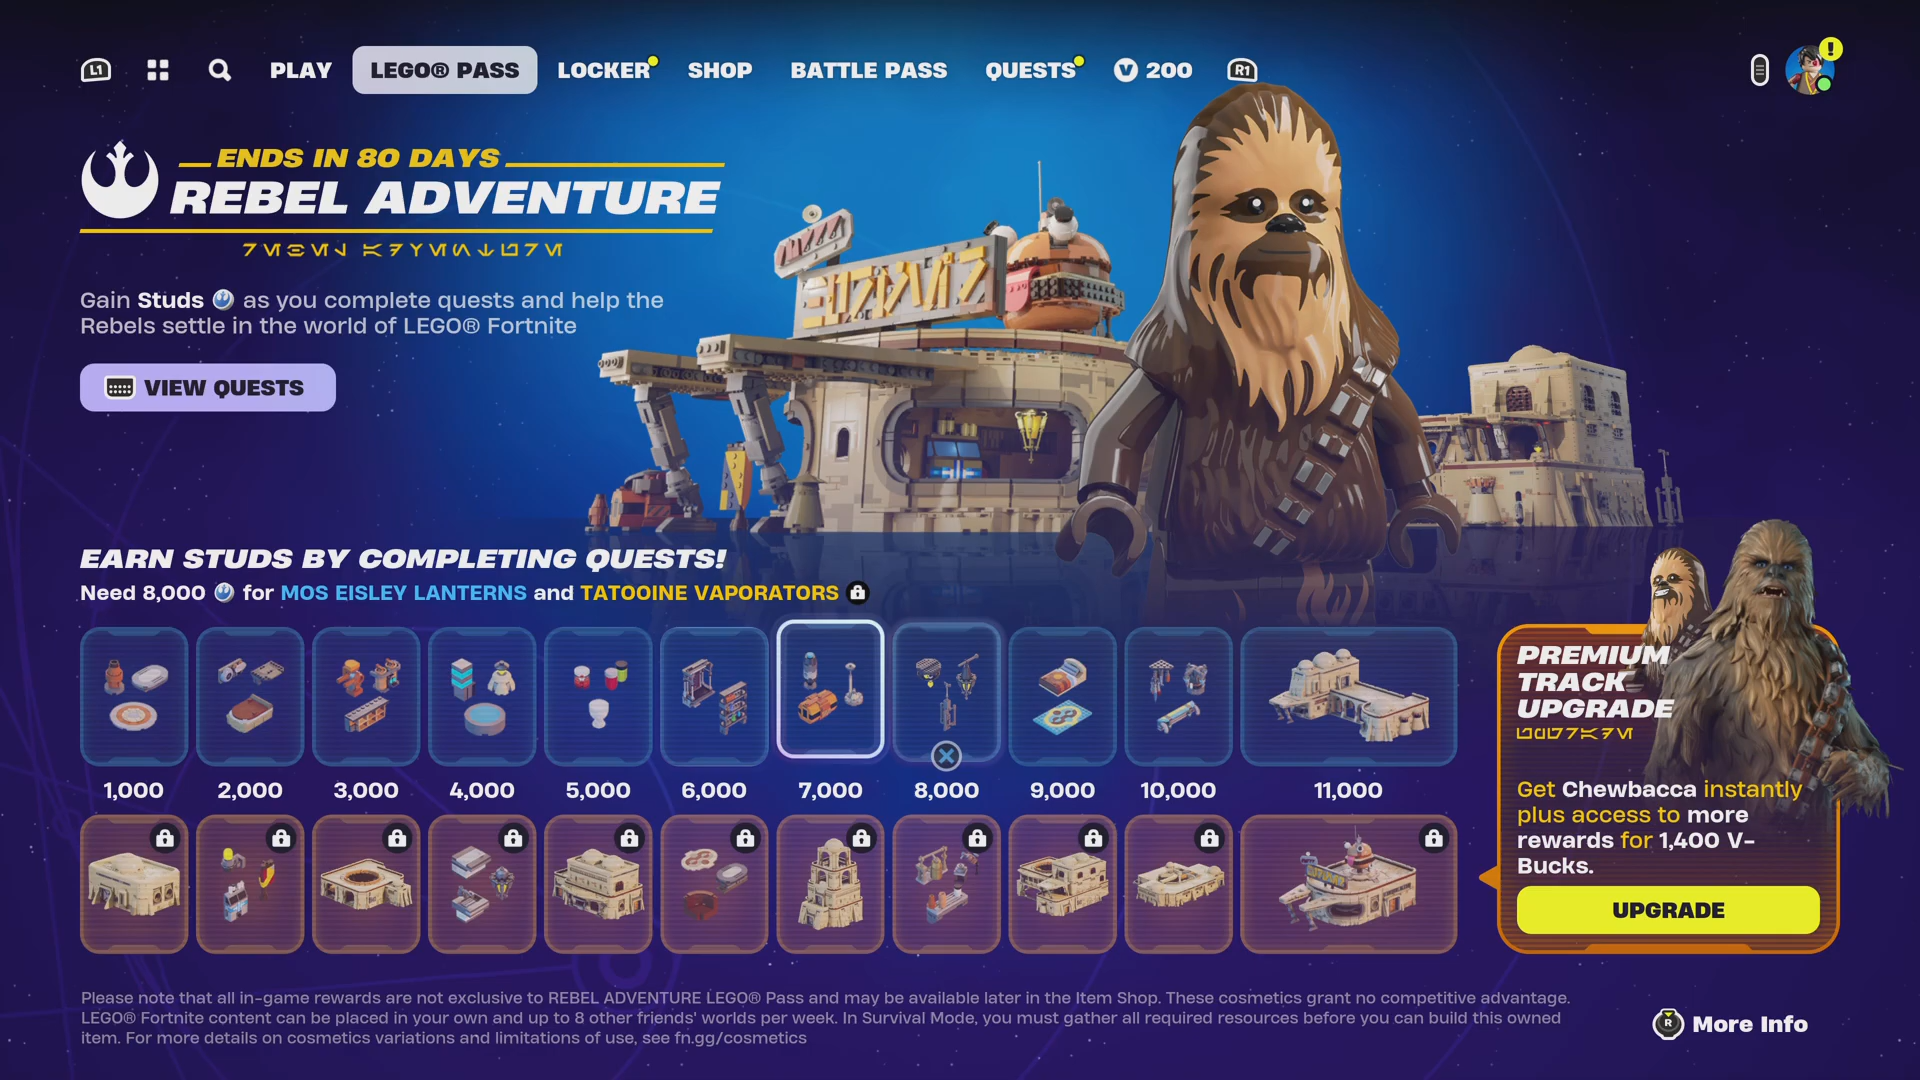 L1
PLAY
LEGO® PASS
LOCKER
SHOP
BATTLE PASS
QUESTS
200
R1
ENDS IN 80 DAYS
REBEL ADVENTURE
Gain Studs as you complete quests and help the
Rebels settle in the world of LEGO® Fortnite
VIEW QUESTS
EARN STUDS BY COMPLETING QUESTS!
Need 8,000 for MOS EISLEY LANTERNS and TATOOINE VAPORATORS
1,000
2,000
3,000
4,000
5,000
6,000
7,000
8,000
9,000
10,000
11,000
PREMIUM
TRACK
UPGRADE
Get Chewbacca instantly
plus access to more
rewards for 1,400 V-
Bucks.
UPGRADE
Please note that all in-game rewards are not exclusive to REBEL ADVENTURE LEGO® Pass and may be available later in the Item Shop. These cosmetics grant no competitive advantage.
LEGO® Fortnite content can be placed in your own and up to 8 other friends' worlds per week. In Survival Mode, you must gather all required resources before you can build this owned
item. For more details on cosmetics variations and limitations of use, see fn.gg/cosmetics
R
More Info